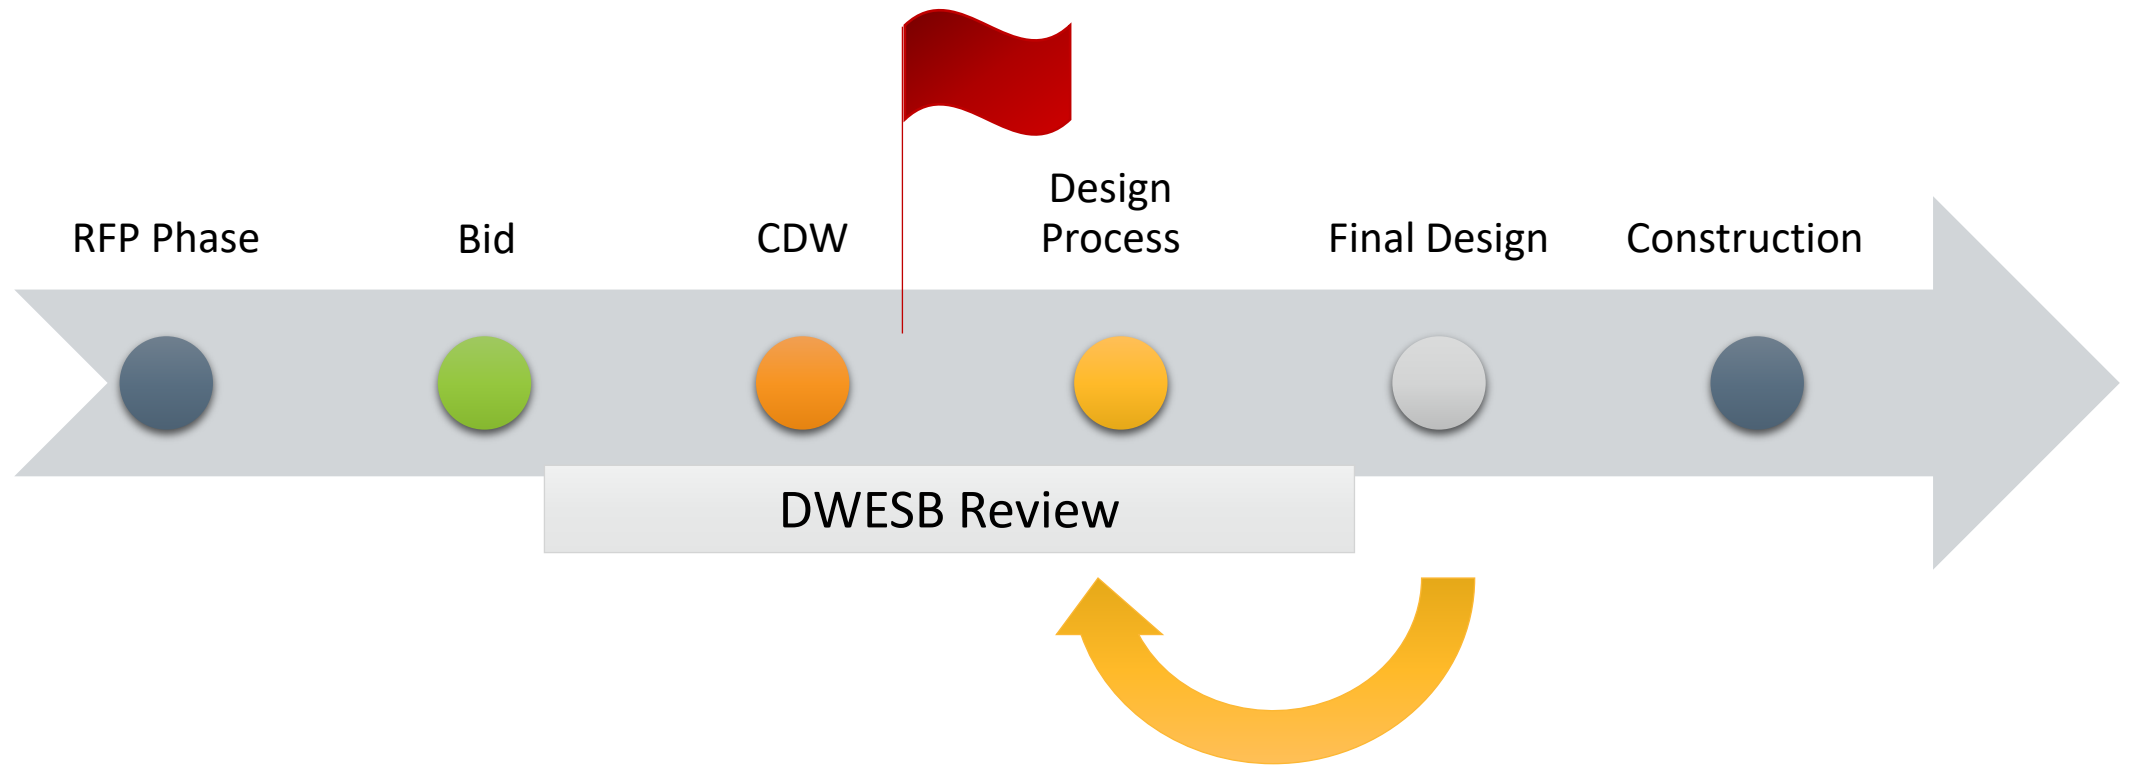 RFP Phase
Bid
CDW
Design
Process
Final Design
Construction
DWESB Review